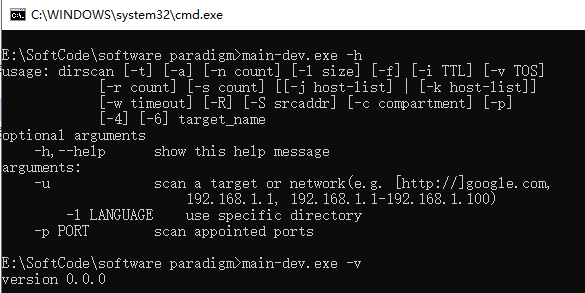 C:\WINDOWS\system32\cmd.exe
E:\SoftCode\software paradigm>main-dev.exe -h
usage: dirscan [-t] [-a] [-n count] [-l size] [-f] [-i TTL] [-v TOS]
[-r count] [-s count] [[-j host-list] | [-k host-list]]
[-w timeout] [-R] [-S srcaddr] [-c compartment] [-p]
[-4] [-6] target_name
optional arguments
-h,--help show this help message
arguments:
-u scan a target or network(e.g. [http://]google.com,
192.168.1.1, 192.168.1.1-192.168.1.100)
-l LANGUAGE use specific directory
-p PORT scan appointed ports
E:\SoftCode\software paradigm>main-dev.exe -v
version 0.0.0